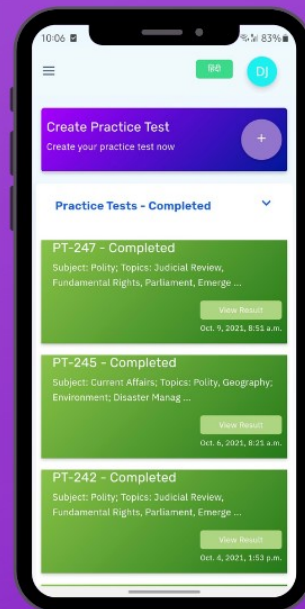 10:06
83%
हिंदी
DJ
Create Practice Test
Create your practice test now
+
Practice Tests - Completed
PT-247 - Completed
Subject: Polity; Topics: Judicial Review,
Fundamental Rights, Parliament, Emerge ...
View Result
Oct. 9, 2021, 8:51 a.m.
PT-245 - Completed
Subject: Current Affairs; Topics: Polity, Geography;
Environment; Disaster Manag ...
View Result
Oct. 6, 2021, 8:21 a.m.
PT-242 - Completed
Subject: Polity; Topics: Judicial Review,
Fundamental Rights, Parliament, Emerge ...
View Result
Oct. 4, 2021, 1:53 p.m.